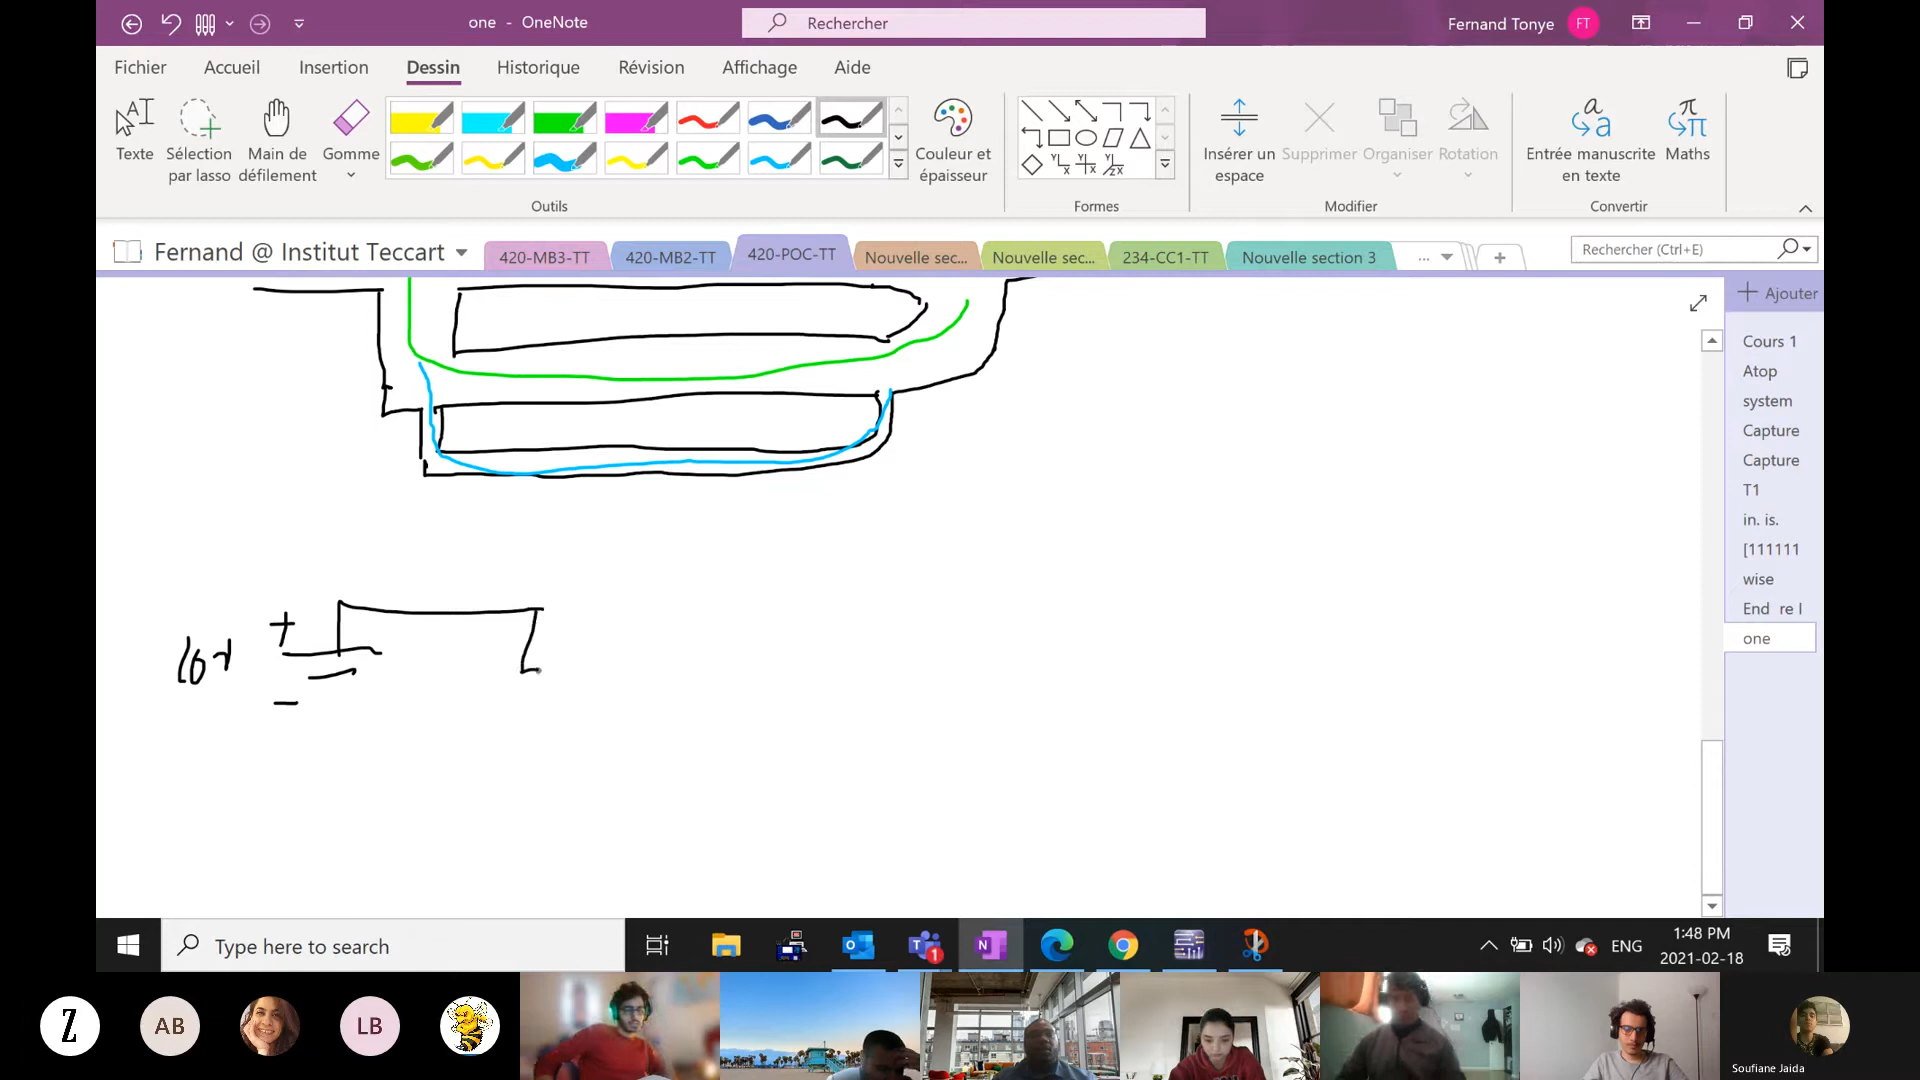 one - OneNote
Rechercher
Fernand Tonye
FT
Fichier
Accueil
Insertion
Dessin
Historique
Révision
Affichage
Aide
Texte
Sélection par lasso
Main de défilement
Gomme
Couleur et épaisseur
Insérer un espace
Supprimer
Organiser
Rotation
Entrée manuscrite en texte
Maths
Outils
Formes
Modifier
Convertir
Fernand @ Institut Teccart
420-MB3-TT
420-MB2-TT
420-POC-TT
Nouvelle sec...
Nouvelle sec...
234-CC1-TT
Nouvelle section 3
...
Rechercher (Ctrl+E)
Ajouter
Cours 1
Atop
system
Capture
Capture
T1
in. is.
[111111
wise
End re l
one
+
-
Type here to search
1
ENG
1:48 PM
2021-02-18
Z
AB
LB
Soufiane Jaida